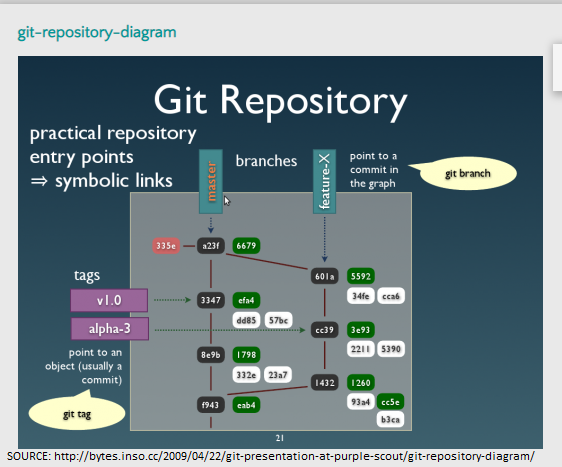 git-repository-diagram
Git Repository
practical repository
entry points
⇒ symbolic links
master
branches
feature-X
point to a
commit in
the graph
git branch
335e a23f 6679
601a 5592
34fe cca6
tags
v1.0
3347 efa4
dd85 57bc
alpha-3
cc39 3e93
2211 5390
point to an
object (usually a
commit)
8e9b 1798
332e 23a7
1432 1260
93a4 cc5e
b3ca
git tag
f943 eab4
21
SOURCE: http://bytes.inso.cc/2009/04/22/git-presentation-at-purple-scout/git-repository-diagram/